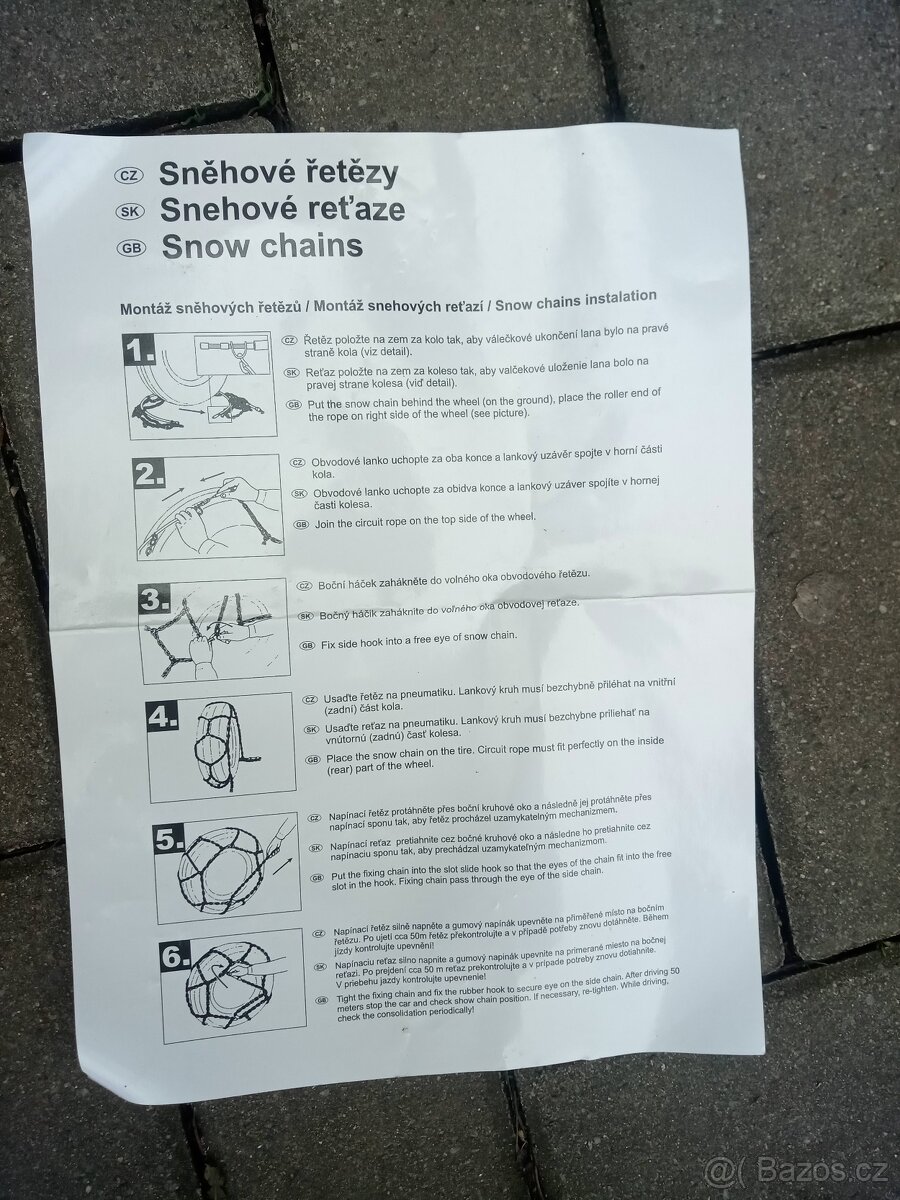 CZ Sněhové řetězy
SK Snehové reťaze
GB Snow chains
Montáž sněhových řetězů / Montáž snehových reťazí / Snow chains instalation
1.
CZ Řetěz položte na zem za kolo tak, aby válečkové ukončení lana bylo na pravé
straně kola (viz detail).
SK Reťaz položte na zem za koleso tak, aby valčekové uloženie lana bolo na
pravej strane kolesa (viď detail).
GB Put the snow chain behind the wheel (on the ground), place the roller end of
the rope on right side of the wheel (see picture).
2.
CZ Obvodové lanko uchopte za oba konce a lankový uzávěr spojte v horní části
kola.
SK Obvodové lanko uchopte za obidva konce a lankový uzáver spojíte v hornej
časti kolesa.
GB Join the circuit rope on the top side of the wheel.
3.
CZ Boční háček zahákněte do volného oka obvodového řetězu.
SK Bočný háčik zaháknite do voľného oka obvodovej reťaze.
GB Fix side hook into a free eye of snow chain.
4.
CZ Usaďte řetěz na pneumatiku. Lankový kruh musí bezchybně přiléhat na vnitřní
(zadní) část kola.
SK Usaďte reťaz na pneumatiku. Lankový kruh musí bezchybne priliehať na
vnútornú (zadnú) časť kolesa.
GB Place the snow chain on the tire. Circuit rope must fit perfectly on the inside
(rear) part of the wheel.
5.
CZ Napínací řetěz protáhněte přes boční kruhové oko a následně jej protáhněte přes
napínací sponu tak, aby řetěz procházel uzamykatelným mechanizmem.
SK Napínací reťaz pretiahnite cez bočné kruhové oko a následne ho pretiahnite cez
napínaciu sponu tak, aby prechádzal uzamykateľným mechanizmom.
GB Put the fixing chain into the slot slide hook so that the eyes of the chain fit into the free
slot in the hook. Fixing chain pass through the eye of the side chain.
6.
CZ Napínací řetěz silně napněte a gumový napínák upevněte na přiměřené místo na bočním
řetězu. Po ujetí cca 50m řetěz překontrolujte a v případě potřeby znovu dotáhněte. Během
jízdy kontrolujte upevnění!
SK Napínaciu reťaz silno napnite a gumový napínak upevnite na primerané miesto na bočnej
reťazi. Po prejdení cca 50 m reťaz prekontrolujte a v prípade potreby znovu dotiahnite.
V priebehu jazdy kontrolujte upevnenie!
GB Tight the fixing chain and fix the rubber hook to secure eye on the side chain. After driving 50
meters stop the car and check show chain position. If necessary, re-tighten. While driving,
check the consolidation periodically!
@( Bazos.cz